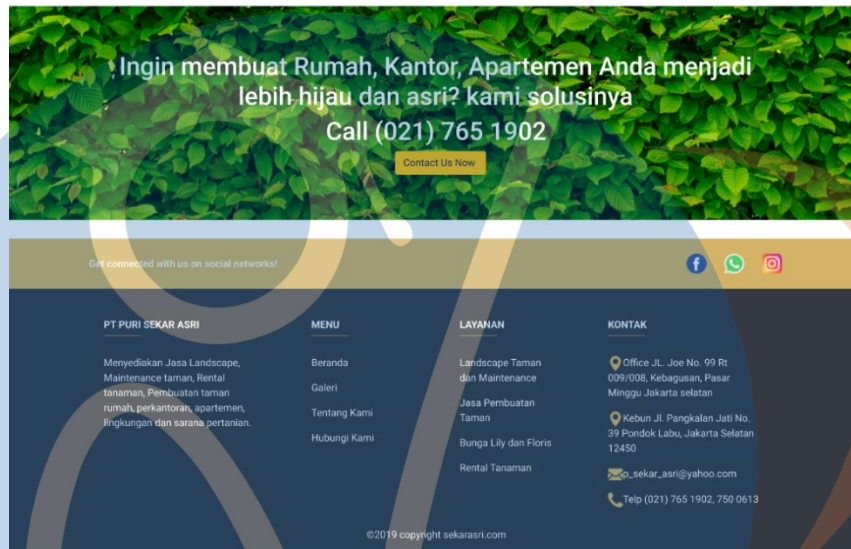 Ingin membuat Rumah, Kantor, Apartemen Anda menjadi
lebih hijau dan asri? kami solusinya
Call (021) 765 1902
Contact Us Now
Get connected with us on social networks!
PT PURI SEKAR ASRI
Menyediakan Jasa Landscape,
Maintenance taman, Rental
tanaman, Pembuatan taman
rumah, perkantoran, apartemen,
lingkungan dan sarana pertanian.
MENU
Beranda
Galeri
Tentang Kami
Hubungi Kami
LAYANAN
Landscape Taman
dan Maintenance
Jasa Pembuatan
Taman
Bunga Lily dan Floris
Rental Tanaman
KONTAK
Office JL. Joe No. 99 Rt
009/008, Kebagusan, Pasar
Minggu Jakarta selatan
Kebun Jl. Pangkalan Jati No.
39 Pondok Labu, Jakarta Selatan
12450
p_sekar_asri@yahoo.com
Telp (021) 765 1902, 750 0613
©2019 copyright sekarasri.com